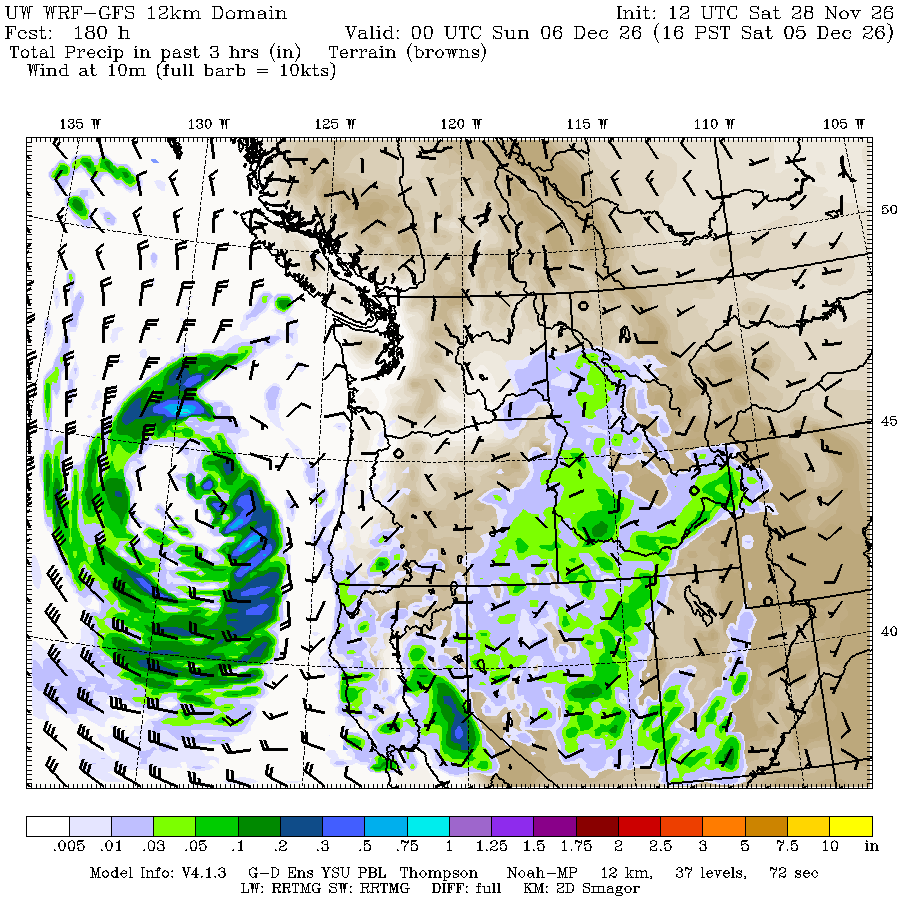 UW WRF-GFS 12km Domain Init: 12 UTC Sat 28 Nov 26
Fcst: 180 h Valid: 00 UTC Sun 06 Dec 26 (16 PST Sat 05 Dec 26)
Total Precip in past 3 hrs (in) Terrain (browns)
Wind at 10m (full barb = 10kts)
135 W 130 W 125 W 120 W 115 W 110 W 105 W
50
45
40
.005 .01 .03 .05 .1 .2 .3 .5 .75 1 1.25 1.5 1.75 2 2.5 3 5 7.5 10 in
Model Info: V4.1.3 G-D Ens YSU PBL Thompson Noah-MP 12 km, 37 levels, 72 sec
LW: RRTMG SW: RRTMG DIFF: full KM: 2D Smagor